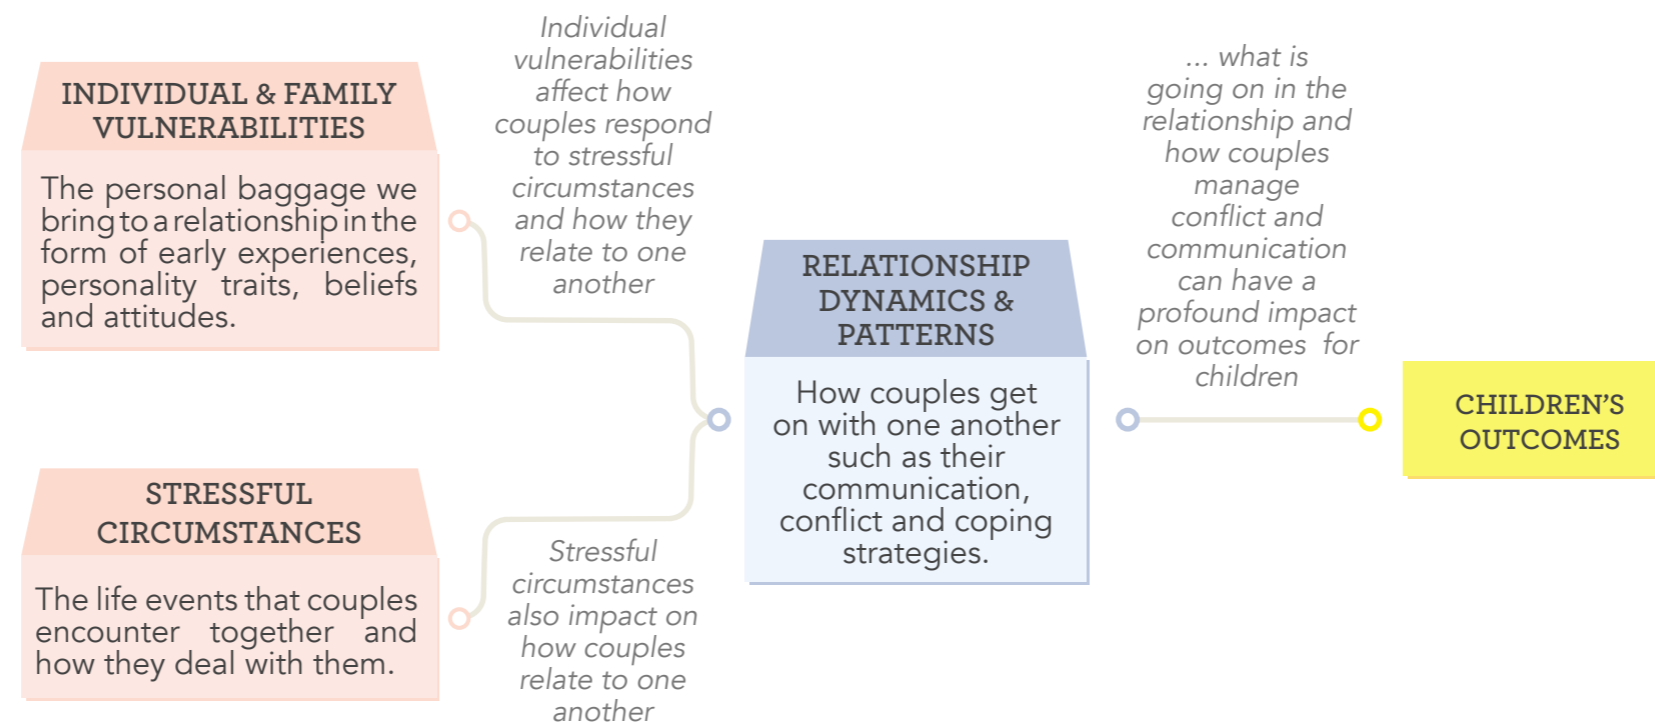 INDIVIDUAL & FAMILY
VULNERABILITIES
The personal baggage we
bring to a relationship in the
form of early experiences,
personality traits, beliefs
and attitudes.
Individual
vulnerabilities
affect how
couples respond
to stressful
circumstances
and how they
relate to one
another
STRESSFUL
CIRCUMSTANCES
The life events that couples
encounter together and
how they deal with them.
Stressful
circumstances
also impact on
how couples
relate to one
another
RELATIONSHIP
DYNAMICS &
PATTERNS
How couples get
on with one another
such as their
communication,
conflict and coping
strategies.
... what is
going on in the
relationship and
how couples
manage
conflict and
communication
can have a
profound impact
on outcomes for
children
CHILDREN'S
OUTCOMES